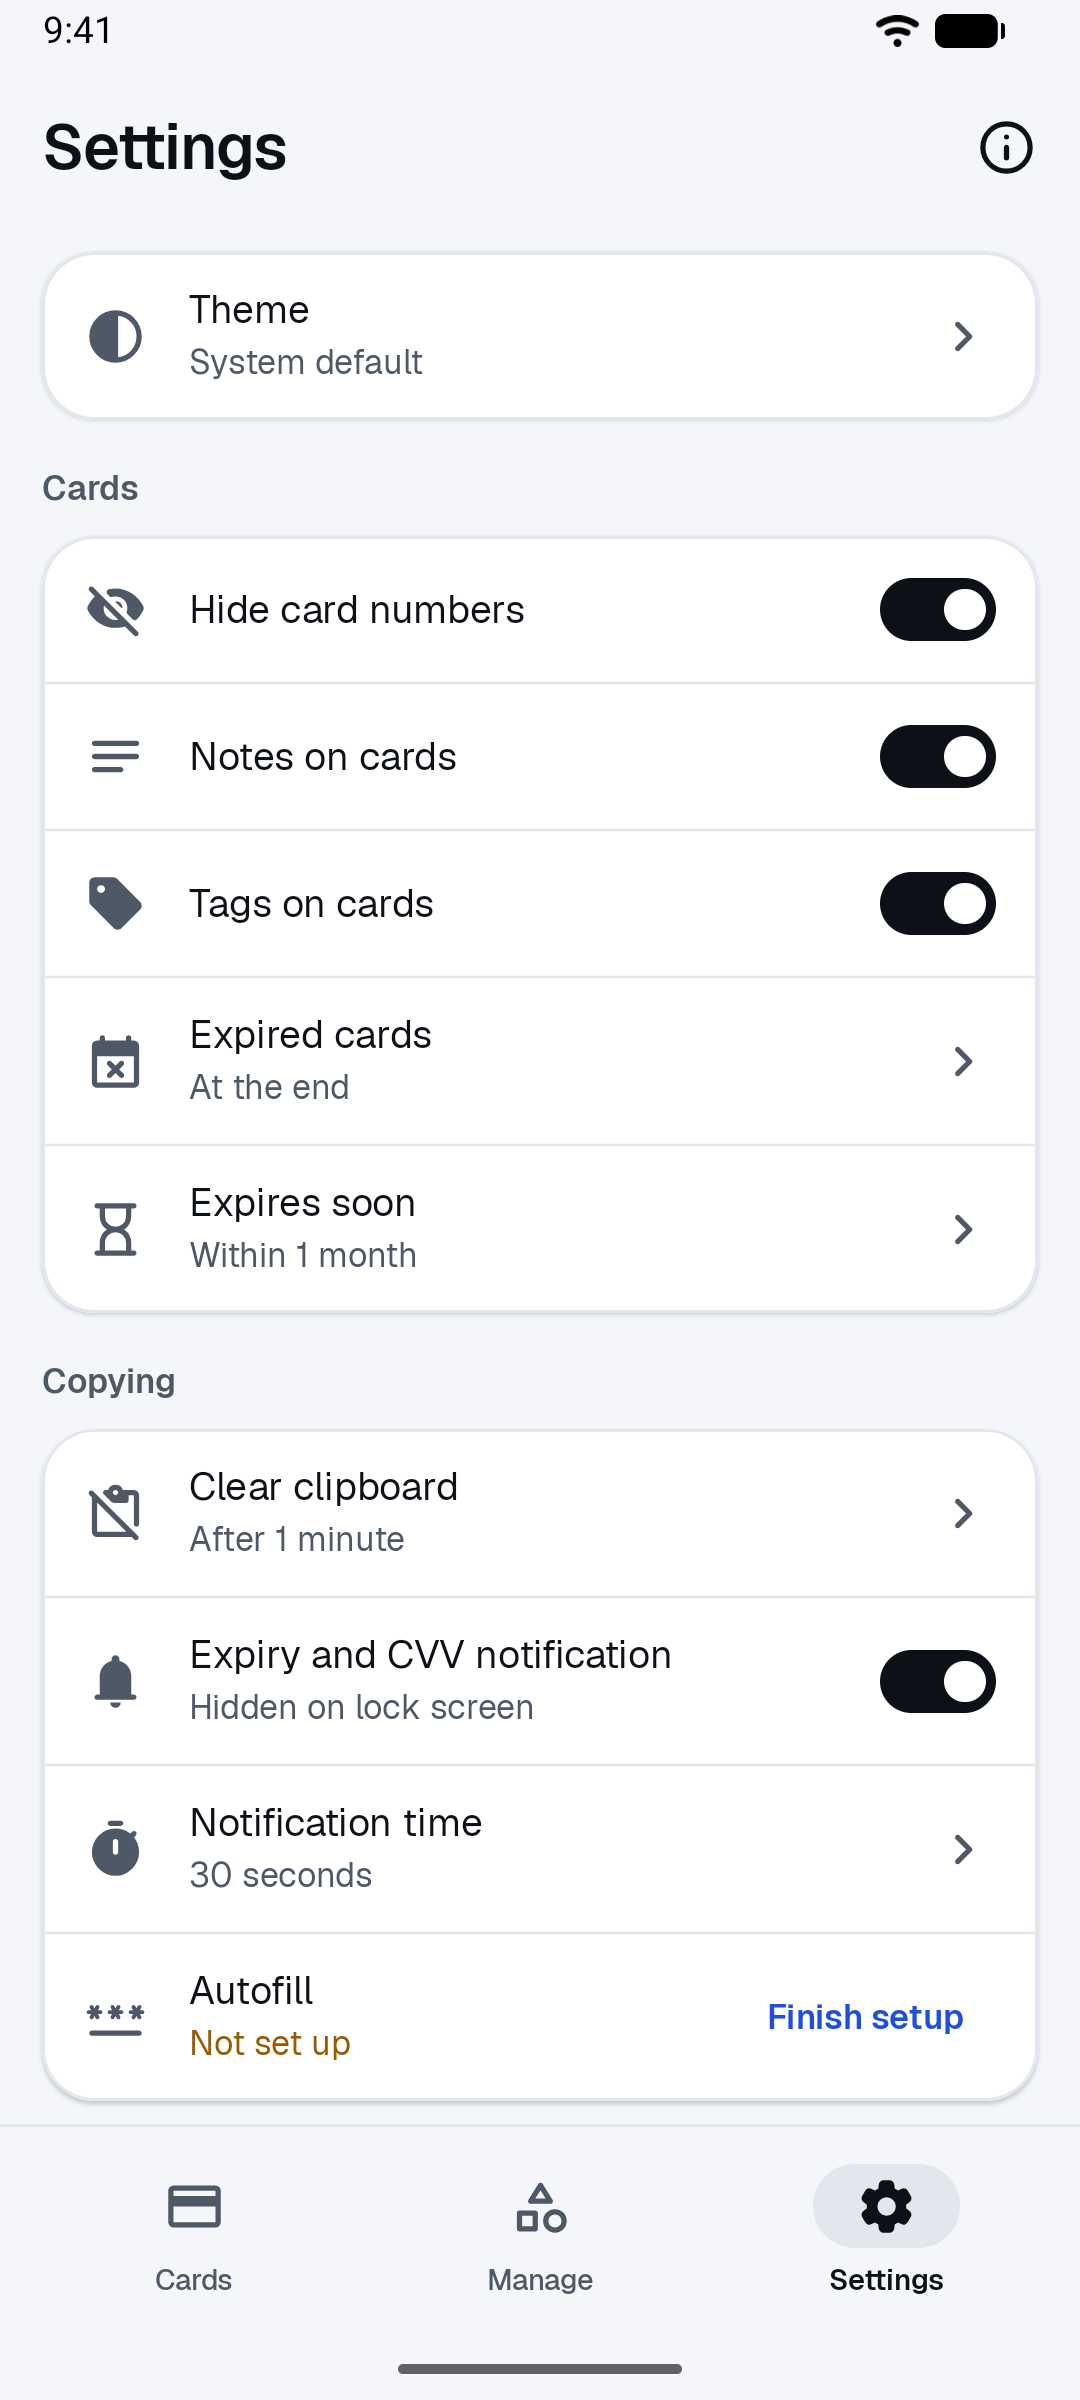 9:41
Settings
Theme
System default
Cards
Hide card numbers
Notes on cards
Tags on cards
Expired cards
At the end
Expires soon
Within 1 month
Copying
Clear clipboard
After 1 minute
Expiry and CVV notification
Hidden on lock screen
Notification time
30 seconds
Autofill
Not set up
Finish setup
Cards
Manage
Settings